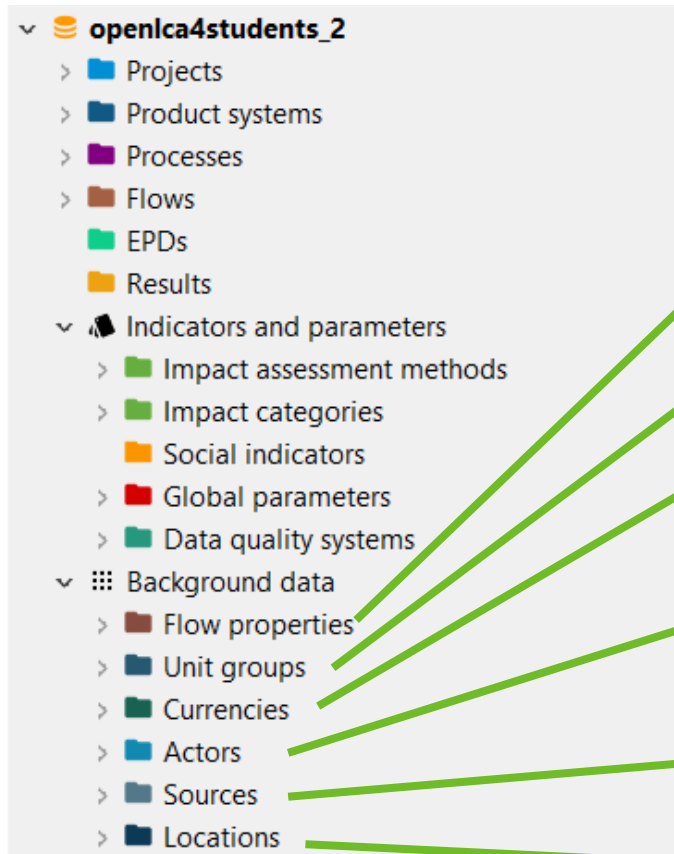 openlca4students_2
Projects
Product systems
Processes
Flows
EPDs
Results
Indicators and parameters
Impact assessment methods
Impact categories
Social indicators
Global parameters
Data quality systems
Background data
Flow properties
Unit groups
Currencies
Actors
Sources
Locations